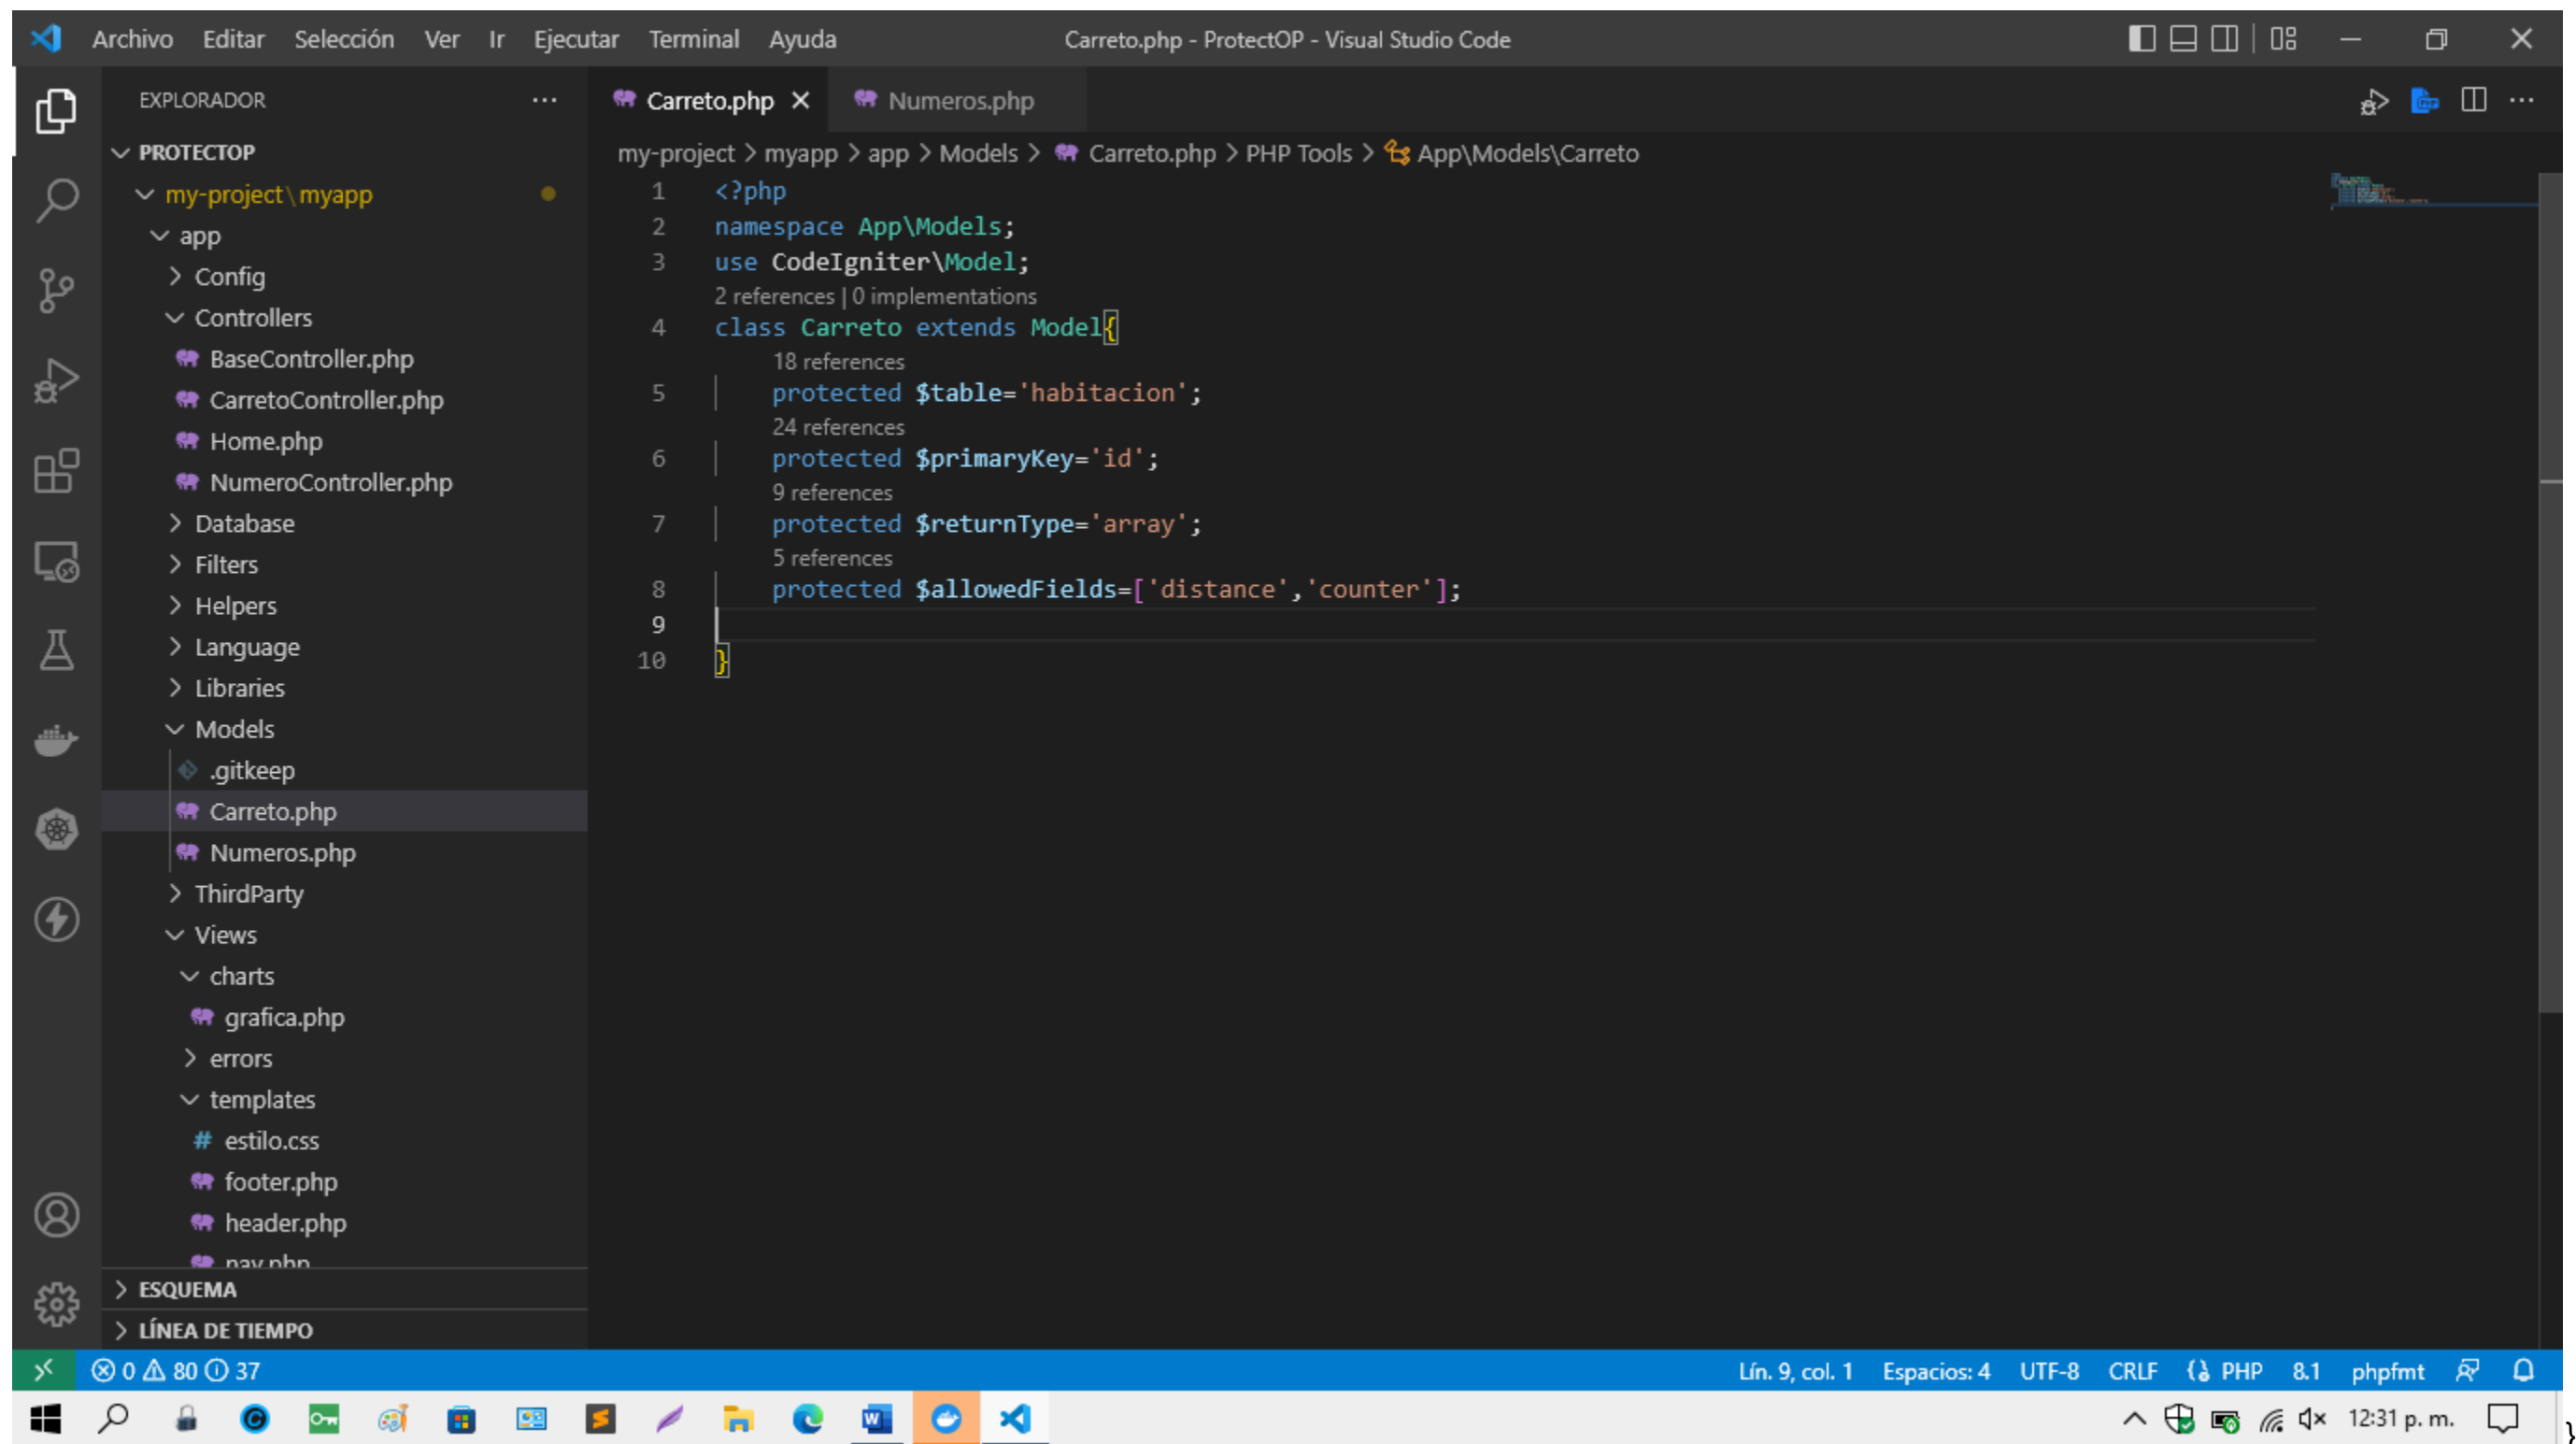 Archivo Editar Selección Ver Ir Ejecutar Terminal Ayuda
Carreto.php - ProtectOP - Visual Studio Code
EXPLORADOR
PROTECTOP
my-project\myapp
app
Config
Controllers
BaseController.php
CarretoController.php
Home.php
NumeroController.php
Database
Filters
Helpers
Language
Libraries
Models
.gitkeep
Carreto.php
Numeros.php
ThirdParty
Views
charts
grafica.php
errors
templates
estilo.css
footer.php
header.php
nav.php
ESQUEMA
LÍNEA DE TIEMPO
Carreto.php
Numeros.php
my-project > myapp > app > Models > Carreto.php > PHP Tools > App\Models\Carreto
1 <?php
2 namespace App\Models;
3 use CodeIgniter\Model;
2 references | 0 implementations
4 class Carreto extends Model{
18 references
5 protected $table='habitacion';
24 references
6 protected $primaryKey='id';
9 references
7 protected $returnType='array';
5 references
8 protected $allowedFields=['distance','counter'];
9
10 }
0 80 37
Lín. 9, col. 1 Espacios: 4 UTF-8 CRLF PHP 8.1 phpfmt
12:31 p. m.
}